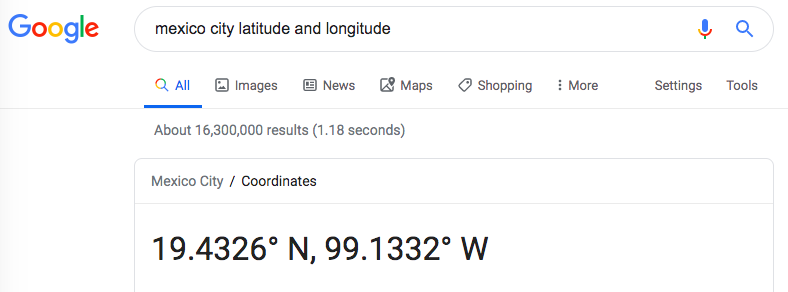 Google mexico city latitude and longitude
All Images News Maps Shopping More Settings Tools
About 16,300,000 results (1.18 seconds)
Mexico City / Coordinates
19.4326° N, 99.1332° W